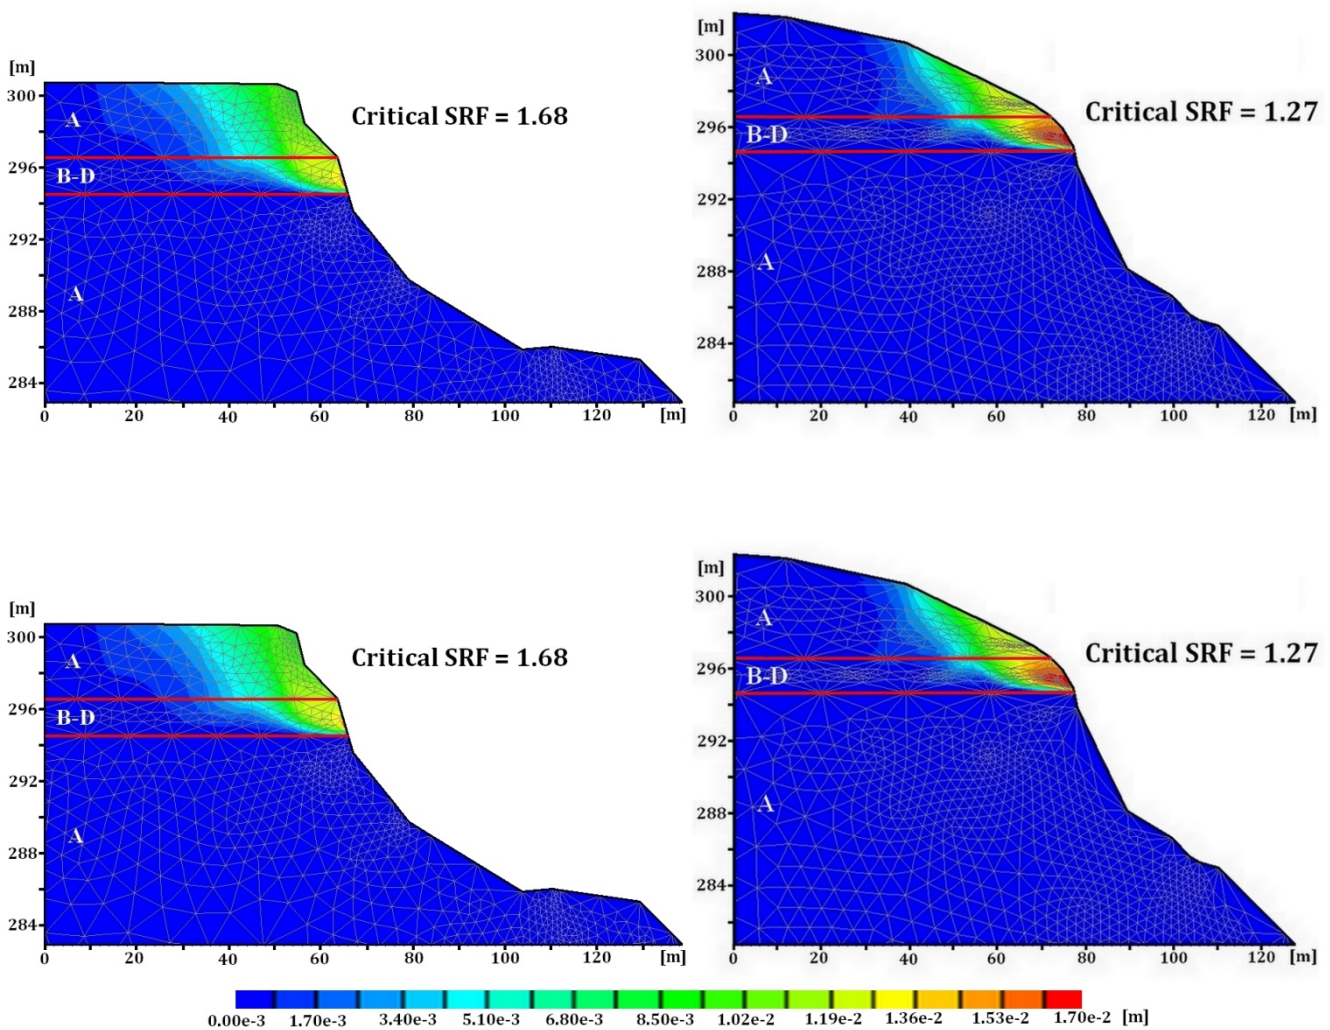 [m]
300
296
292
288
284
A
B-D
A
Critical SRF = 1.68
0 20 40 60 80 100 120 [m]
[m]
300
296
292
288
284
A
B-D
A
Critical SRF = 1.27
0 20 40 60 80 100 120 [m]
[m]
300
296
292
288
284
A
B-D
A
Critical SRF = 1.68
0 20 40 60 80 100 120 [m]
[m]
300
296
292
288
284
A
B-D
A
Critical SRF = 1.27
0 20 40 60 80 100 120 [m]
0.00e-3 1.70e-3 3.40e-3 5.10e-3 6.80e-3 8.50e-3 1.02e-2 1.19e-2 1.36e-2 1.53e-2 1.70e-2 [m]